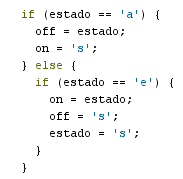 if (estado == 'a') {
  off = estado;
  on = 's';
} else {
  if (estado == 'e') {
    on = estado;
    off = 's';
    estado = 's';
  }
}